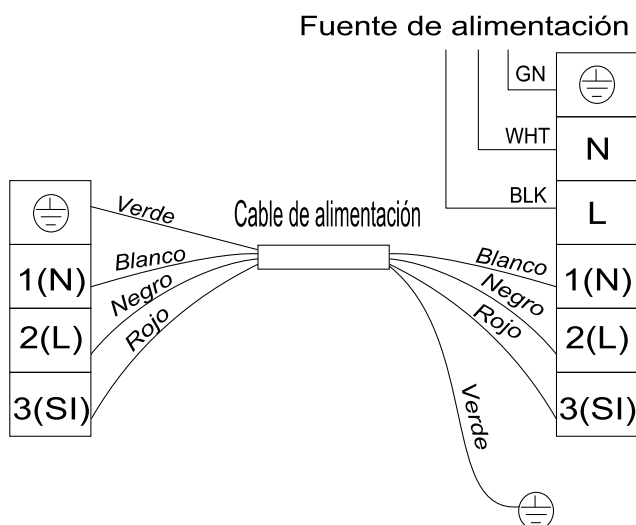 Fuente de alimentación
GN
WHT
N
BLK
L
Verde
Cable de alimentación
Blanco
Blanco
1(N)
1(N)
Negro
Negro
2(L)
2(L)
Rojo
Rojo
3(SI)
3(SI)
Verde